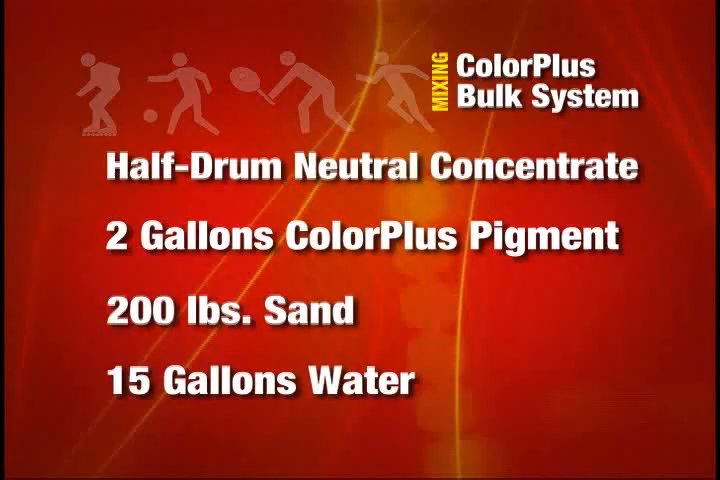 MIXING
ColorPlus
Bulk System
Half-Drum Neutral Concentrate
2 Gallons ColorPlus Pigment
200 lbs. Sand
15 Gallons Water